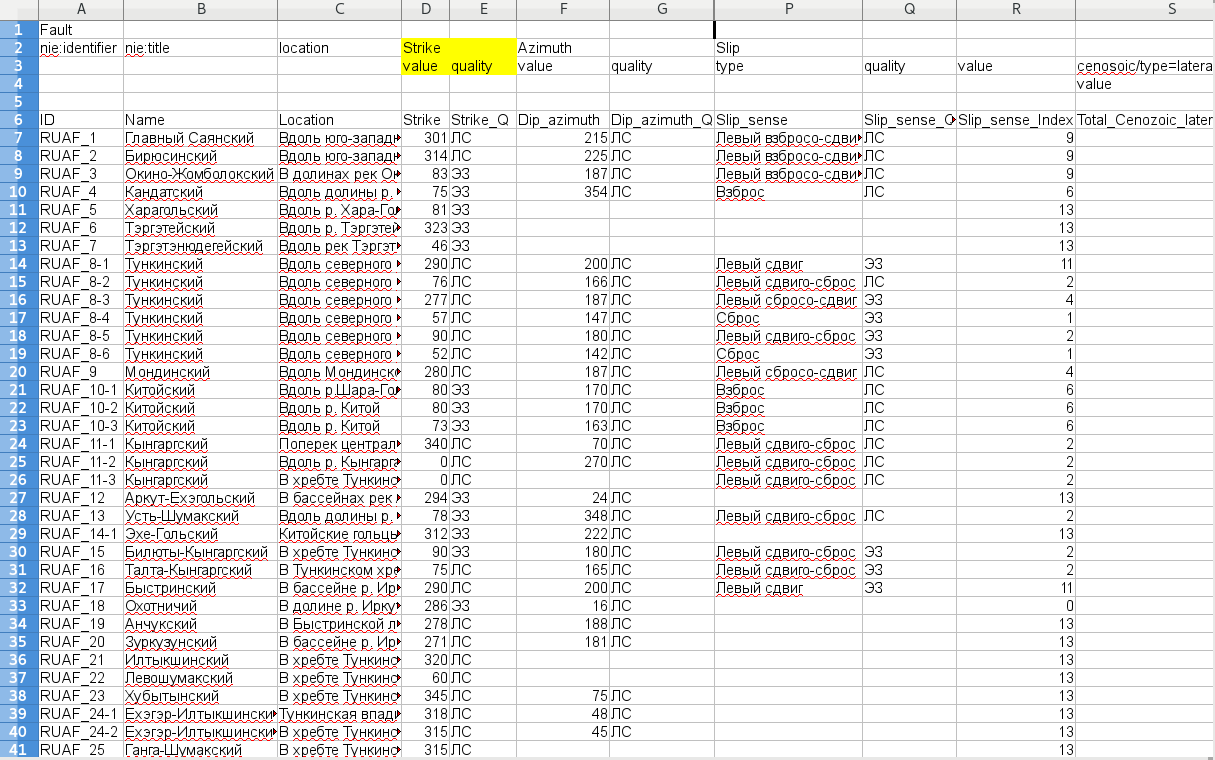 A B C D E F G P Q R S
1 Fault
2 nie:identifier nie:title location Strike Azimuth Slip
3 value quality value quality type quality value cenosoic/type=latera
4 value
5
6 ID Name Location Strike Strike_Q Dip_azimuth Dip_azimuth_Q Slip_sense Slip_sense_Q Slip_sense_Index Total_Cenozoic_later
7 RUAF_1 Главный Саянский Вдоль юго-запад 301 ЛС 215 ЛС Левый взбросо-сдви ЛС 9
8 RUAF_2 Бирюсинский Вдоль юго-запад 314 ЛС 225 ЛС Левый взбросо-сдви ЛС 9
9 RUAF_3 Окино-Жомболокский В долинах рек Ок 83 ЭЗ 187 ЛС Левый взбросо-сдви ЛС 9
10 RUAF_4 Кандатский Вдоль долины р. 75 ЭЗ 354 ЛС Взброс ЛС 6
11 RUAF_5 Харагольский Вдоль р. Хара-Го 81 ЭЗ 13
12 RUAF_6 Тэргэтейский Вдоль р. Тэргэтей 323 ЭЗ 13
13 RUAF_7 Тэргэтэнюдегейский Вдоль рек Тэргэт 46 ЭЗ 13
14 RUAF_8-1 Тункинский Вдоль северного 290 ЛС 200 ЛС Левый сдвиг ЭЗ 11
15 RUAF_8-2 Тункинский Вдоль северного 76 ЛС 166 ЛС Левый сдвиго-сброс ЛС 2
16 RUAF_8-3 Тункинский Вдоль северного 277 ЛС 187 ЛС Левый сбросо-сдвиг ЭЗ 4
17 RUAF_8-4 Тункинский Вдоль северного 57 ЛС 147 ЛС Сброс ЭЗ 1
18 RUAF_8-5 Тункинский Вдоль северного 90 ЛС 180 ЛС Левый сдвиго-сброс ЭЗ 2
19 RUAF_8-6 Тункинский Вдоль северного 52 ЛС 142 ЛС Сброс ЭЗ 1
20 RUAF_9 Мондинский Вдоль Мондинско 280 ЛС 187 ЛС Левый сбросо-сдвиг ЛС 4
21 RUAF_10-1 Китойский Вдоль р.Шара-Го 80 ЭЗ 170 ЛС Взброс ЛС 6
22 RUAF_10-2 Китойский Вдоль р. Китой 80 ЭЗ 170 ЛС Взброс ЛС 6
23 RUAF_10-3 Китойский Вдоль р. Китой 73 ЭЗ 163 ЛС Взброс ЛС 6
24 RUAF_11-1 Кынгаргский Поперек централ 340 ЛС 70 ЛС Левый сдвиго-сброс ЛС 2
25 RUAF_11-2 Кынгаргский Вдоль р. Кынгарг 0 ЛС 270 ЛС Левый сдвиго-сброс ЛС 2
26 RUAF_11-3 Кынгаргский В хребте Тункинс 0 ЛС Левый сдвиго-сброс ЛС 2
27 RUAF_12 Аркут-Ехэгольский В бассейнах рек 294 ЭЗ 24 ЛС 13
28 RUAF_13 Усть-Шумакский Вдоль долины р. 78 ЭЗ 348 ЛС Левый сдвиго-сброс ЛС 2
29 RUAF_14-1 Эхе-Гольский Китойские гольцы 312 ЭЗ 222 ЛС 13
30 RUAF_15 Билюты-Кынгаргский В хребте Тункинс 90 ЭЗ 180 ЛС Левый сдвиго-сброс ЭЗ 2
31 RUAF_16 Талта-Кынгаргский В Тункинском хре 75 ЛС 165 ЛС Левый сдвиго-сброс ЭЗ 2
32 RUAF_17 Быстринский В бассейне р. Ир 290 ЛС 200 ЛС Левый сдвиг ЭЗ 11
33 RUAF_18 Охотничий В долине р. Ирку 286 ЭЗ 16 ЛС 0
34 RUAF_19 Анчукский В Быстринской л 278 ЛС 188 ЛС 13
35 RUAF_20 Зуркузунский В бассейне р. Ир 271 ЛС 181 ЛС 13
36 RUAF_21 Илтыкшинский В хребте Тункинс 320 ЛС 13
37 RUAF_22 Левошумакский В хребте Тункинс 60 ЛС 13
38 RUAF_23 Хубытынский В хребте Тункинс 345 ЛС 75 ЛС 13
39 RUAF_24-1 Ехэгэр-Илтыкшински Тункинская впад 318 ЛС 48 ЛС 13
40 RUAF_24-2 Ехэгэр-Илтыкшински В хребте Тункинс 315 ЛС 45 ЛС 13
41 RUAF_25 Ганга-Шумакский В хребте Тункинс 315 ЛС 13